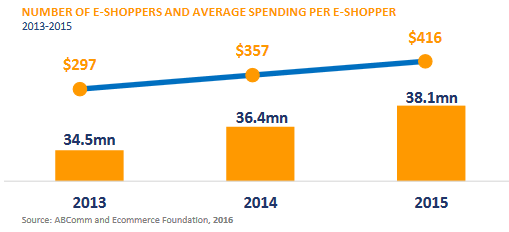 NUMBER OF E-SHOPPERS AND AVERAGE SPENDING PER E-SHOPPER
2013-2015
$297
$357
$416
34.5mn
36.4mn
38.1mn
2013
2014
2015
Source: ABComm and Ecommerce Foundation, 2016